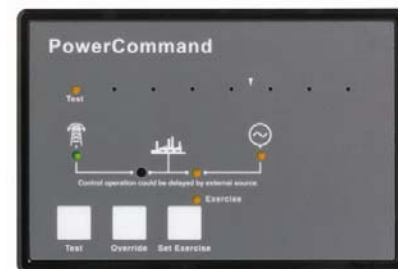 PowerCommand
Test
Control operation could be delayed by external source.
Exercise
Test Override Set Exercise